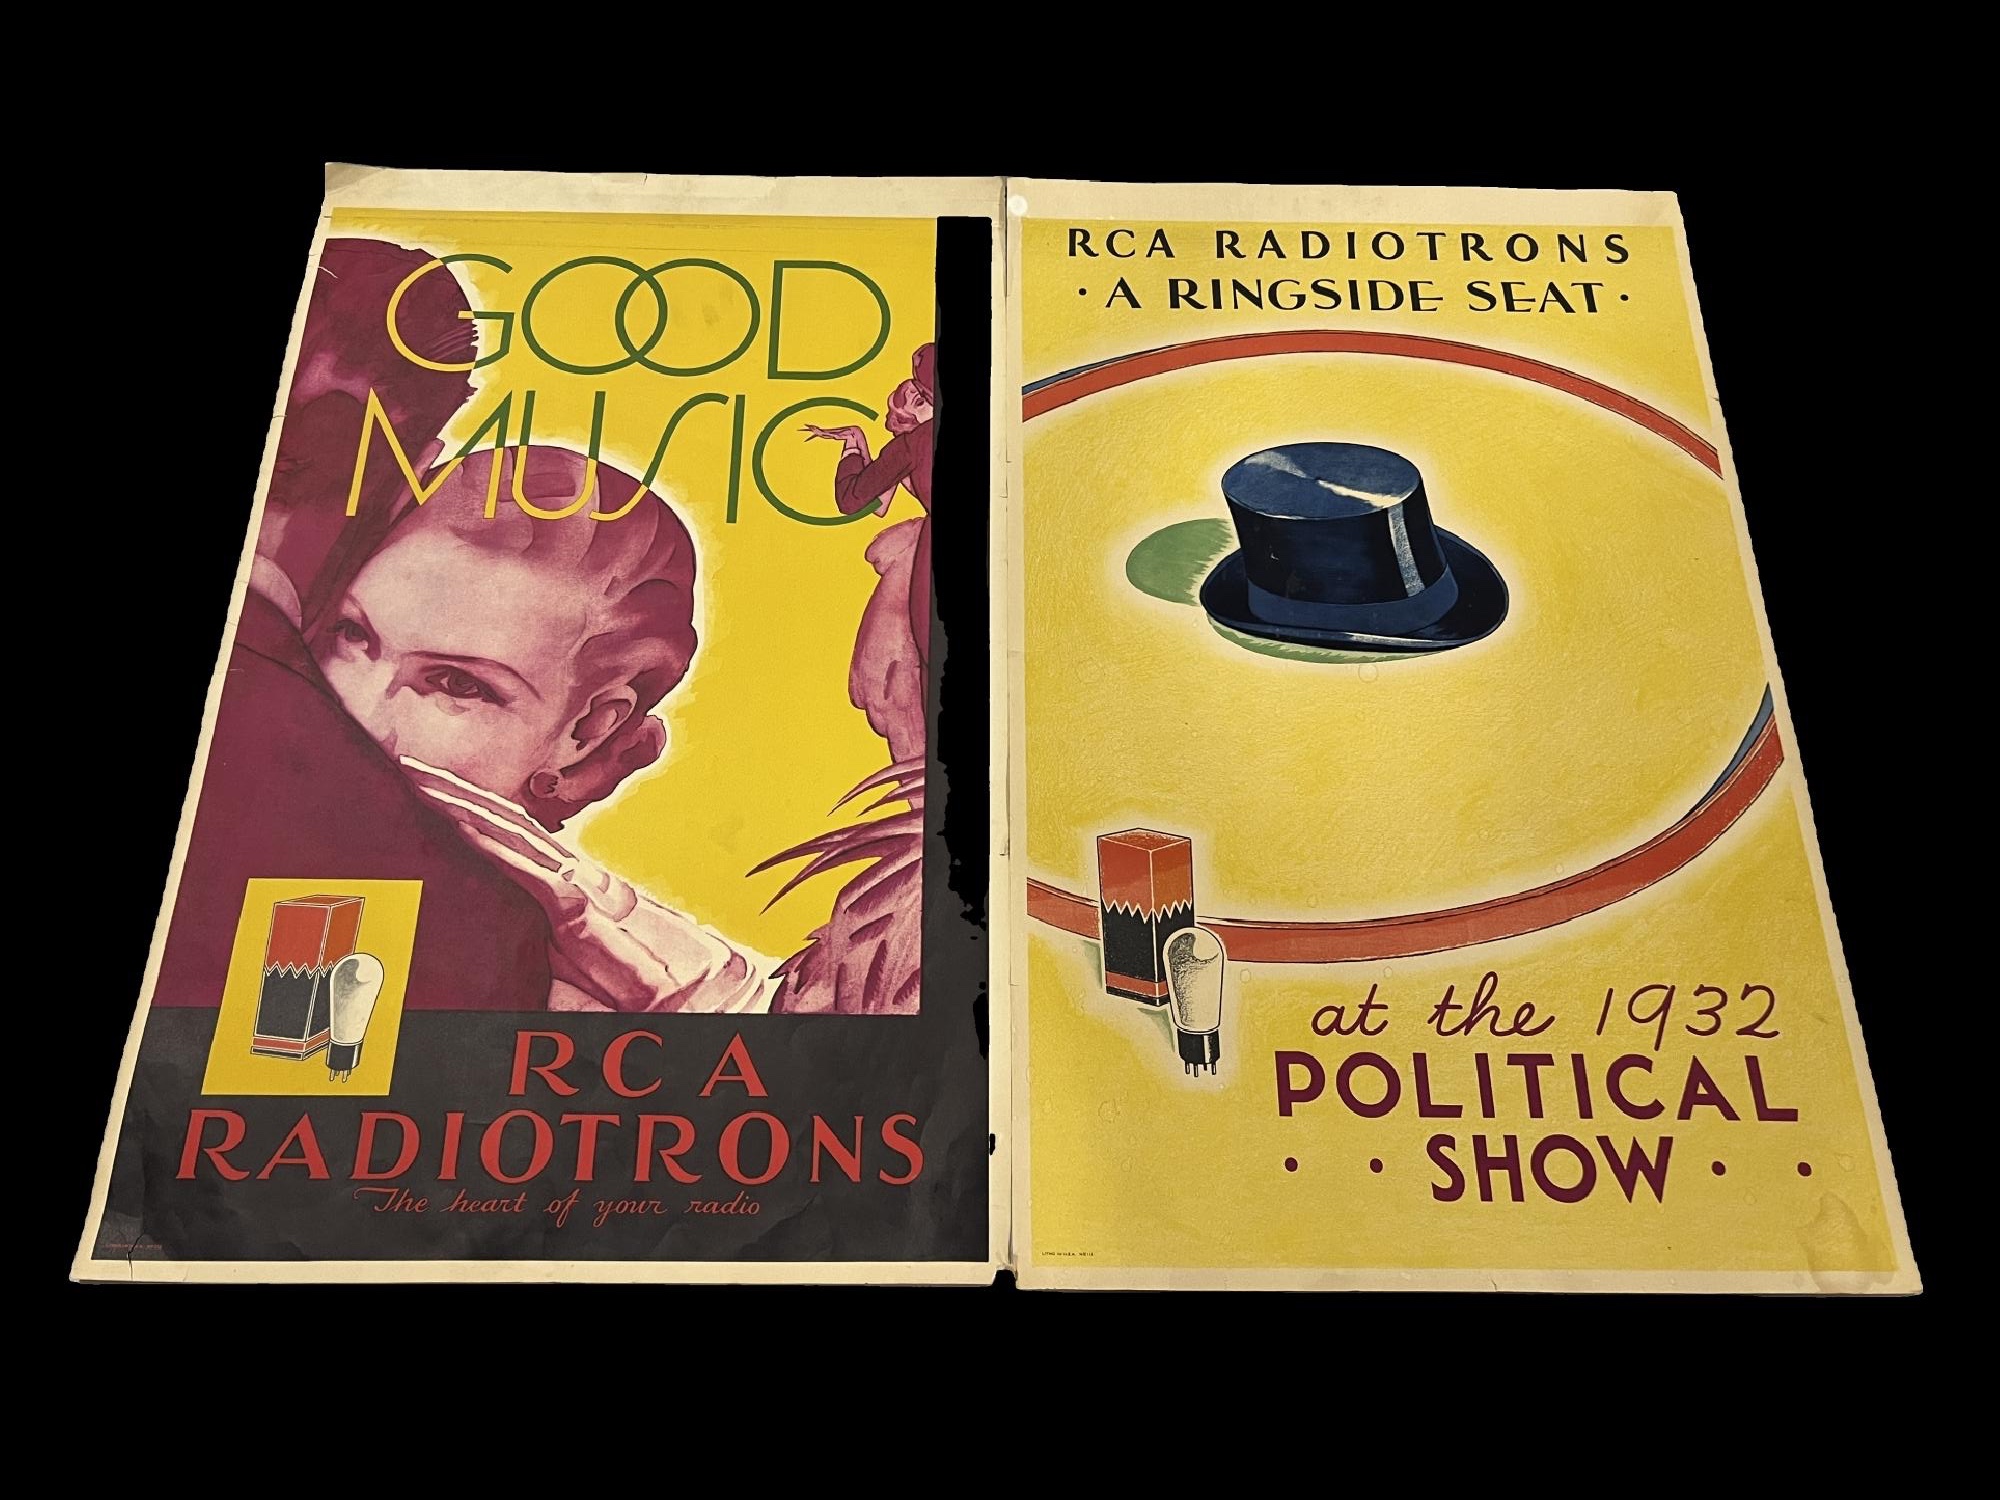 GOOD
MUSIC
RCA
RADIOTRONS
The heart of your radio
RCA RADIOTRONS
· A RINGSIDE SEAT ·
at the 1932
POLITICAL
· · SHOW · ·